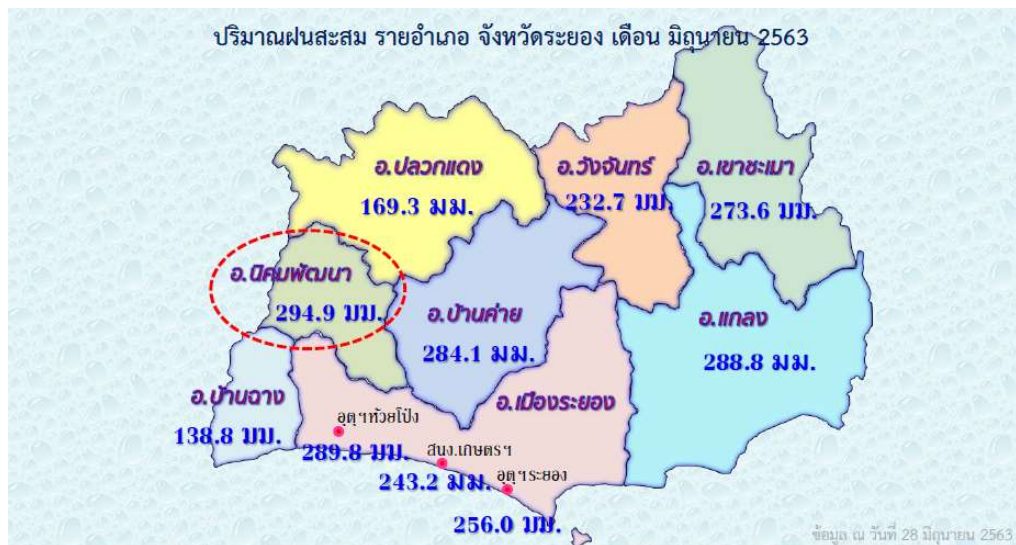 ปริมาณฝนสะสม รายอำเภอ จังหวัดระยอง เดือน มิถุนายน 2563
อ.ปลวกแดง
169.3 มม.
อ.วังจันทร์
232.7 มม.
อ.เขาชะเมา
273.6 มม.
อ.นิคมพัฒนา
294.9 มม.
อ.บ้านค่าย
284.1 มม.
อ.แกลง
288.8 มม.
อ.บ้านฉาง
138.8 มม.
อ.เมืองระยอง
อุตุฯห้วยโป่ง
289.8 มม.
สนง.เกษตรฯ
243.2 มม.
อุตุฯระยอง
256.0 มม.
ข้อมูล ณ วันที่ 28 มิถุนายน 2563